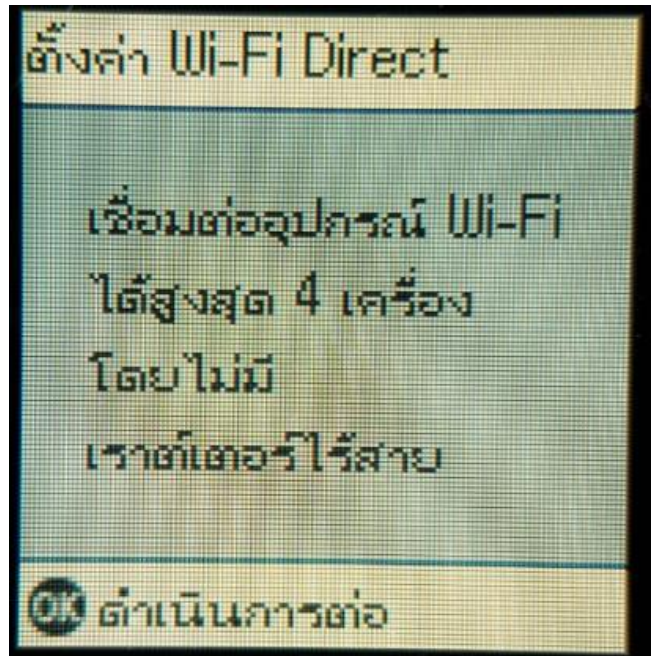 ตั้งค่า Wi-Fi Direct
เชื่อมต่ออุปกรณ์ Wi-Fi
ได้สูงสุด 4 เครื่อง
โดยไม่มี
เราต์เตอร์ไร้สาย
OK ดำเนินการต่อ